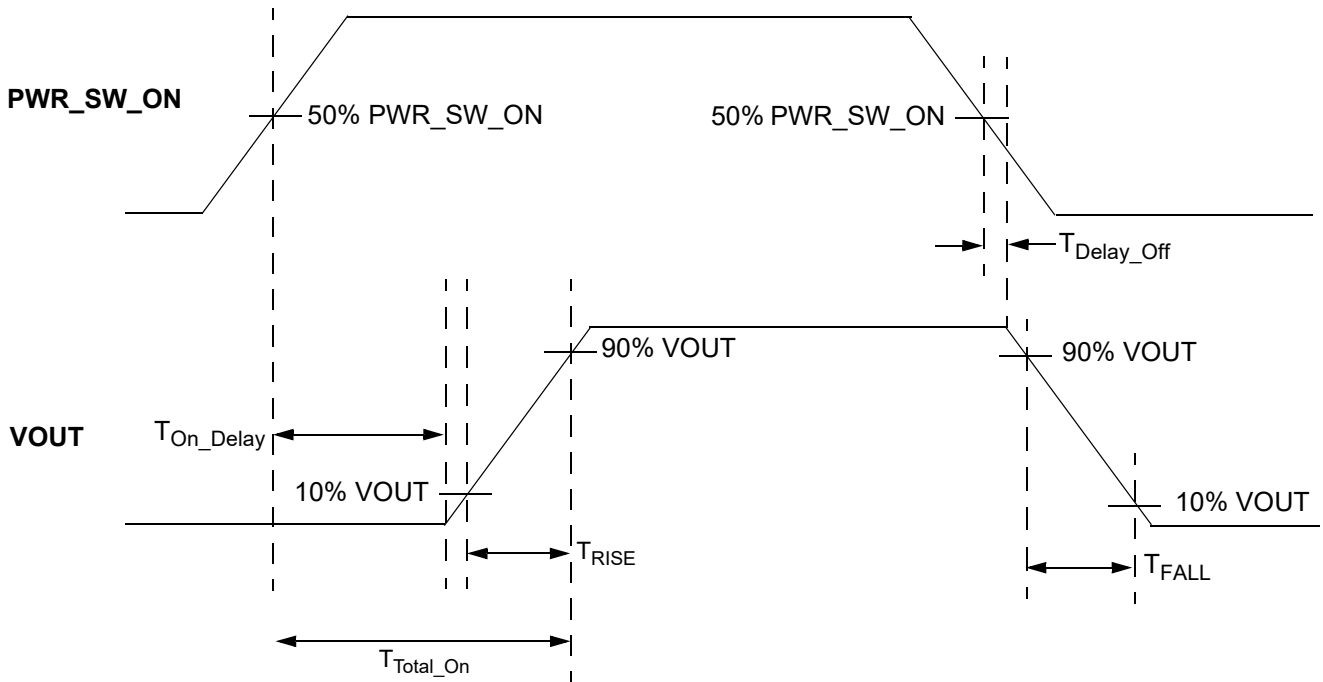 PWR_SW_ON
50% PWR_SW_ON
50% PWR_SW_ON
TDelay_Off
90% VOUT
90% VOUT
VOUT
TOn_Delay
10% VOUT
10% VOUT
TRISE
TFALL
TTotal_On